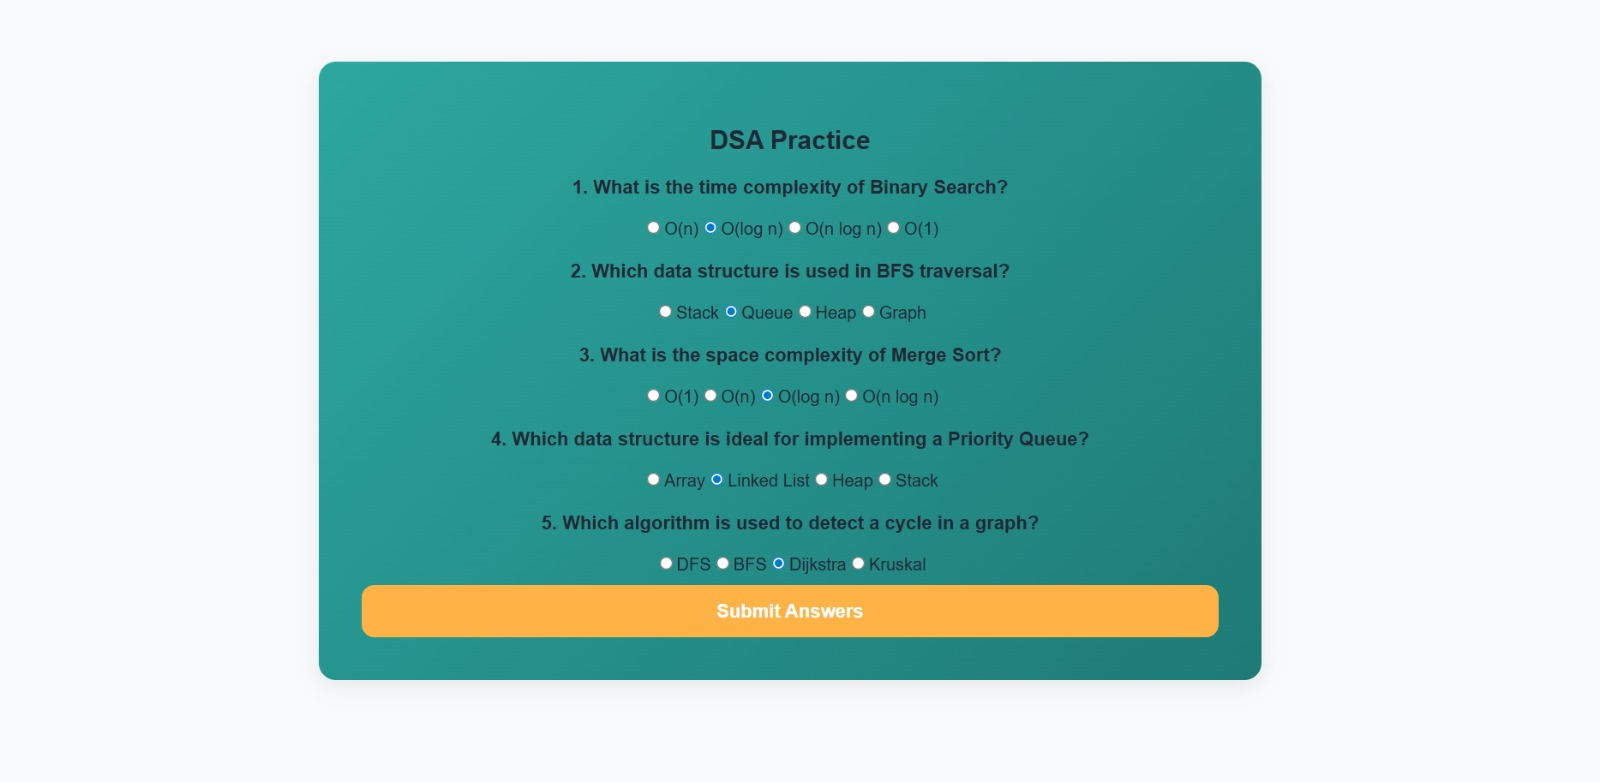 DSA Practice
1. What is the time complexity of Binary Search?
O(n) O(log n) O(n log n) O(1)
2. Which data structure is used in BFS traversal?
Stack Queue Heap Graph
3. What is the space complexity of Merge Sort?
O(1) O(n) O(log n) O(n log n)
4. Which data structure is ideal for implementing a Priority Queue?
Array Linked List Heap Stack
5. Which algorithm is used to detect a cycle in a graph?
DFS BFS Dijkstra Kruskal
Submit Answers